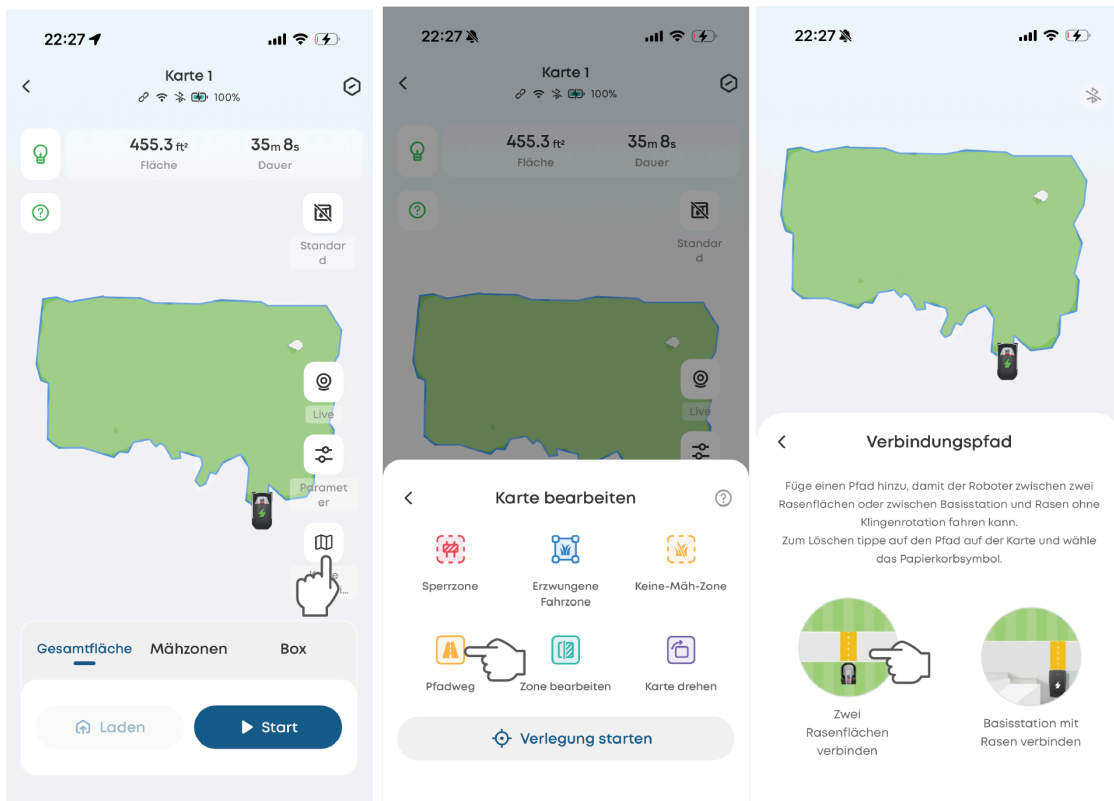 22:27
Karte 1
100%
455.3 ft²
Fläche
35m 8s
Dauer
Standar
d
Live
Paramet
er
Gesamtfläche
Mähzonen
Box
Laden
Start
22:27
Karte 1
100%
455.3 ft²
Fläche
35m 8s
Dauer
Standar
d
Live
Karte bearbeiten
Sperrzone
Erzwungene
Fahrzone
Keine-Mäh-Zone
Pfadweg
Zone bearbeiten
Karte drehen
Verlegung starten
22:27
Verbindungspfad
Füge einen Pfad hinzu, damit der Roboter zwischen zwei
Rasenflächen oder zwischen Basisstation und Rasen ohne
Klingenrotation fahren kann.
Zum Löschen tippe auf den Pfad auf der Karte und wähle
das Papierkorbsymbol.
Zwei
Rasenflächen
verbinden
Basisstation mit
Rasen verbinden